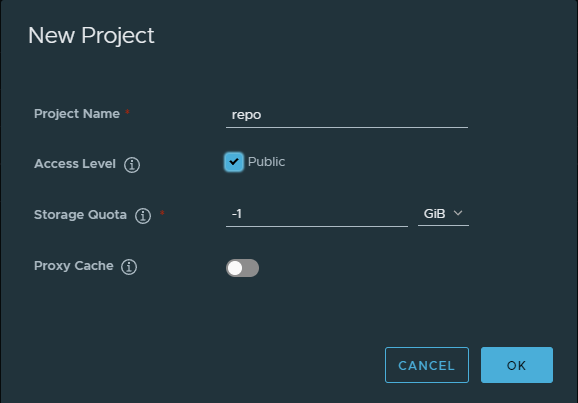 New Project
Project Name *
repo
Access Level
Public
Storage Quota *
-1
GiB
Proxy Cache
CANCEL
OK